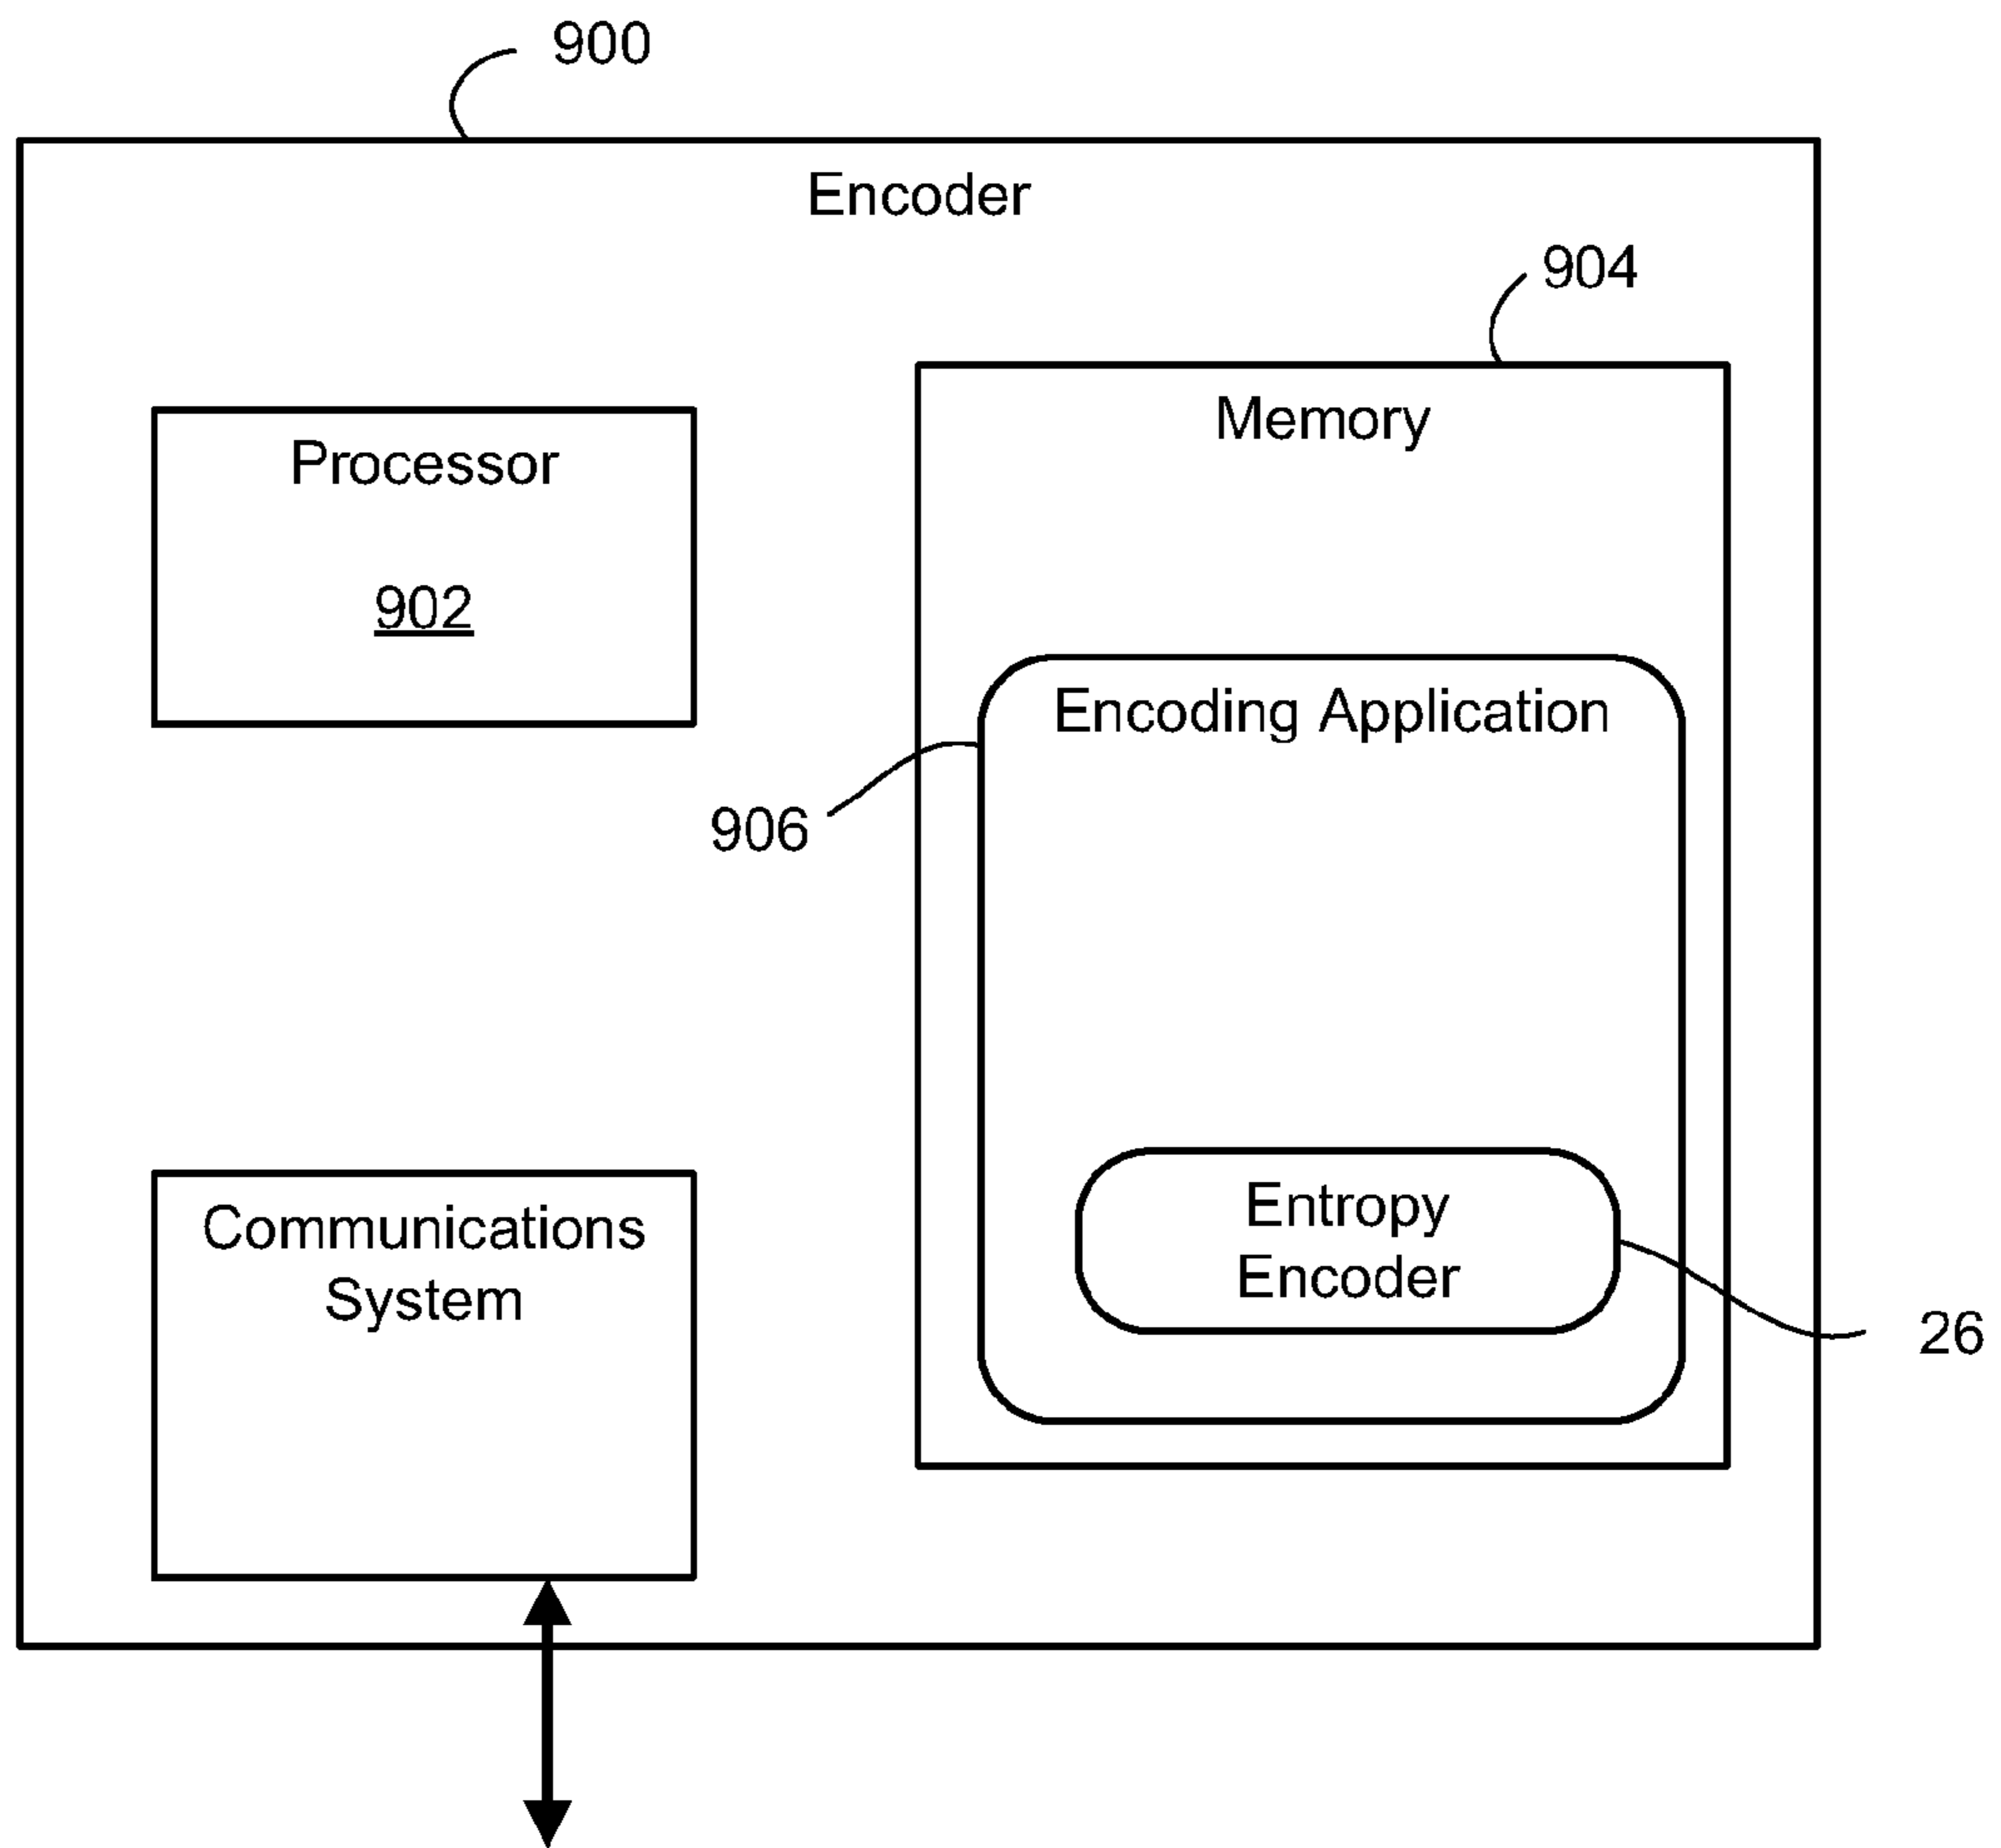 900
Encoder
904
Memory
Processor
902
Encoding Application
906
Entropy
Encoder
Communications
System
26